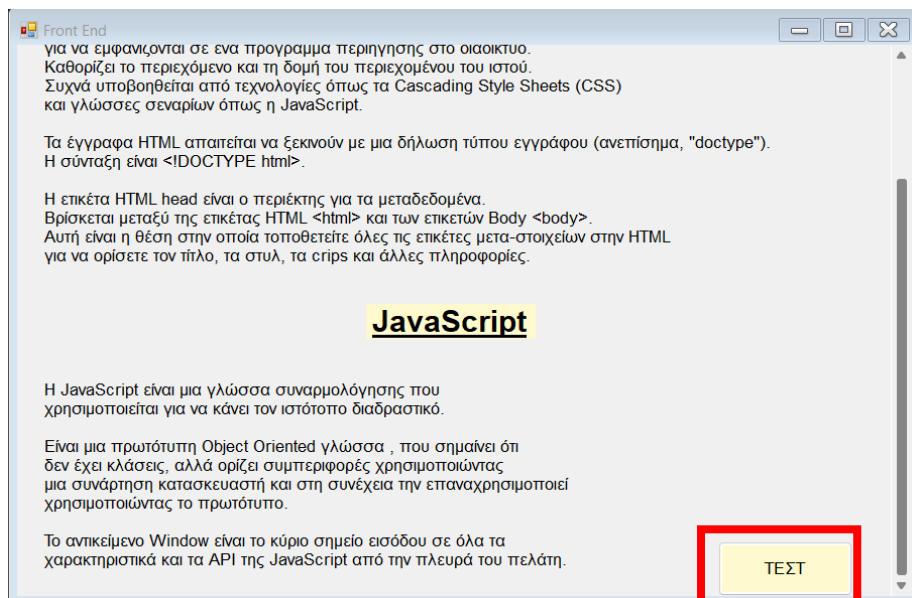 Front End
για να εμφανίζονται σε ένα πρόγραμμα περιήγησης στο διαδίκτυο.
Καθορίζει το περιεχόμενο και τη δομή του περιεχομένου του ιστού.
Συχνά υποβοηθείται από τεχνολογίες όπως τα Cascading Style Sheets (CSS)
και γλώσσες σεναρίων όπως η JavaScript.
Τα έγγραφα HTML απαιτείται να ξεκινούν με μια δήλωση τύπου εγγράφου (ανεπίσημα, "doctype").
Η σύνταξη είναι <!DOCTYPE html>.
Η ετικέτα HTML head είναι ο περιέκτης για τα μεταδεδομένα.
Βρίσκεται μεταξύ της ετικέτας HTML <html> και των ετικετών Body <body>.
Αυτή είναι η θέση στην οποία τοποθετείτε όλες τις ετικέτες μετα-στοιχείων στην HTML
για να ορίσετε τον τίτλο, τα στυλ, τα crips και άλλες πληροφορίες.
JavaScript
Η JavaScript είναι μια γλώσσα συναρμολόγησης που
χρησιμοποιείται για να κάνει τον ιστότοπο διαδραστικό.
Είναι μια πρωτότυπη Object Oriented γλώσσα , που σημαίνει ότι
δεν έχει κλάσεις, αλλά ορίζει συμπεριφορές χρησιμοποιώντας
μια συνάρτηση κατασκευαστή και στη συνέχεια την επαναχρησιμοποιεί
χρησιμοποιώντας το πρωτότυπο.
Το αντικείμενο Window είναι το κύριο σημείο εισόδου σε όλα τα
χαρακτηριστικά και τα API της JavaScript από την πλευρά του πελάτη.
ΤΕΣΤ